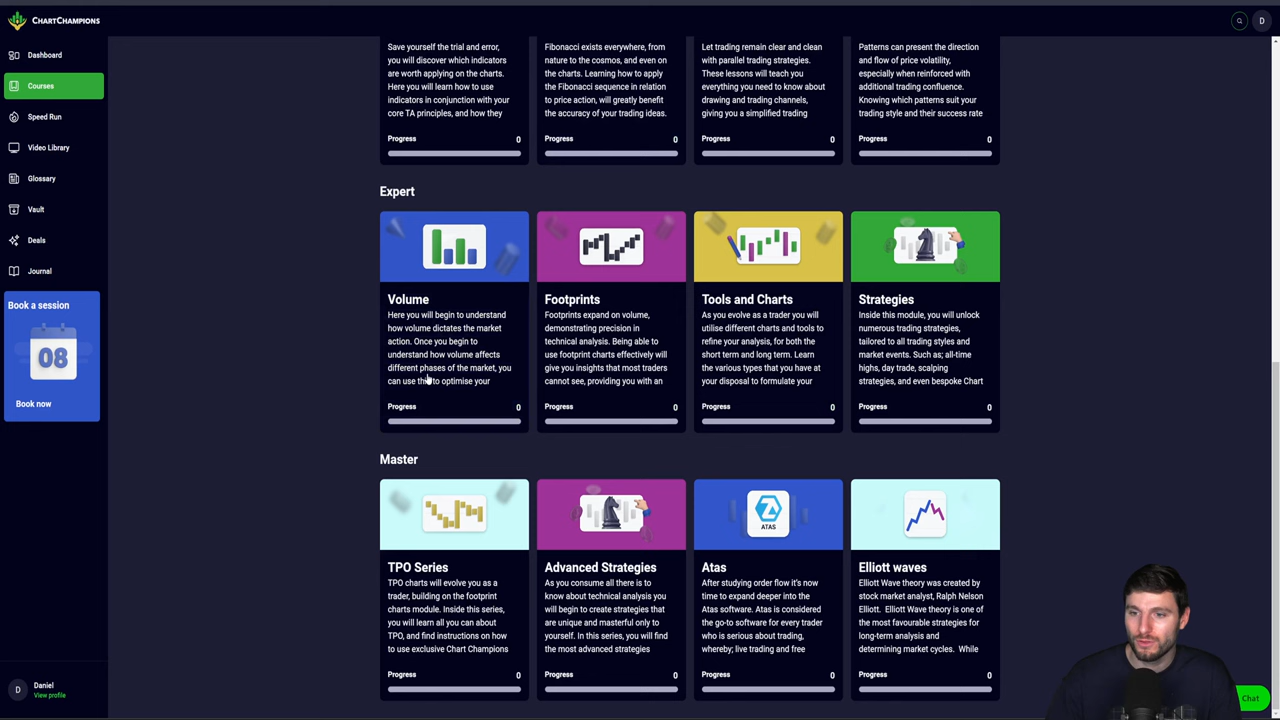 CHARTCHAMPIONS
D
Dashboard
Courses
Speed Run
Video Library
Glossary
Vault
Deals
Journal
Book a session
08
Book now
D
Daniel
View profile
Save yourself the trial and error,
you will discover which indicators
are worth applying on the charts.
Here you will learn how to use
indicators in conjunction with your
core TA principles, and how they
Progress 0
Fibonacci exists everywhere, from
nature to the cosmos, and even on
the charts. Learning how to apply
the Fibonacci sequence in relation
to price action, will greatly benefit
the accuracy of your trading ideas.
Progress 0
Let trading remain clear and clean
with parallel trading strategies.
These lessons will teach you
everything you need to know about
drawing and trading channels,
giving you a simplified trading
Progress 0
Patterns can present the direction
and flow of price volatility,
especially when reinforced with
additional trading confluence.
Knowing which patterns suit your
trading style and their success rate
Progress 0
Expert
Volume
Here you will begin to understand
how volume dictates the market
action. Once you begin to
understand how volume affects
different phases of the market, you
can use this to optimise your
Progress 0
Footprints
Footprints expand on volume,
demonstrating precision in
technical analysis. Being able to
use footprint charts effectively will
give you insights that most traders
cannot see, providing you with an
Progress 0
Tools and Charts
As you evolve as a trader you will
utilise different charts and tools to
refine your analysis, for both the
short term and long term. Learn
the various types that you have at
your disposal to formulate your
Progress 0
Strategies
Inside this module, you will unlock
numerous trading strategies,
tailored to all trading styles and
market events. Such as; all-time
highs, day trade, scalping
strategies, and even bespoke Chart
Progress 0
Master
TPO Series
TPO charts will evolve you as a
trader, building on the footprint
charts module. Inside this series,
you will learn all you can about
TPO, and find instructions on how
to use exclusive Chart Champions
Progress 0
Advanced Strategies
As you consume all there is to
know about technical analysis you
will begin to create strategies that
are unique and masterful only to
yourself. In this series, you will find
the most advanced strategies
Progress 0
ATAS
Atas
After studying order flow it's now
time to expand deeper into the
Atas software. Atas is considered
the go-to software for every trader
who is serious about trading,
whereby; live trading and free
Progress 0
Elliott waves
Elliott Wave theory was created by
stock market analyst, Ralph Nelson
Elliott. Elliott Wave theory is one of
the most favourable strategies for
long-term analysis and
determining market cycles. While
Progress 0
Chat